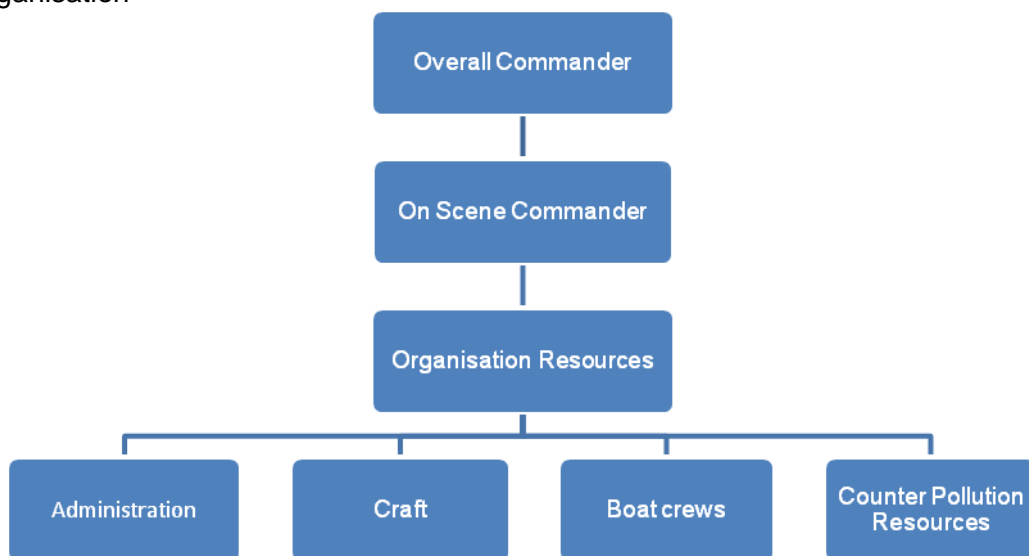 Overall Commander
On Scene Commander
Organisation Resources
Administration
Craft
Boat crews
Counter Pollution
Resources